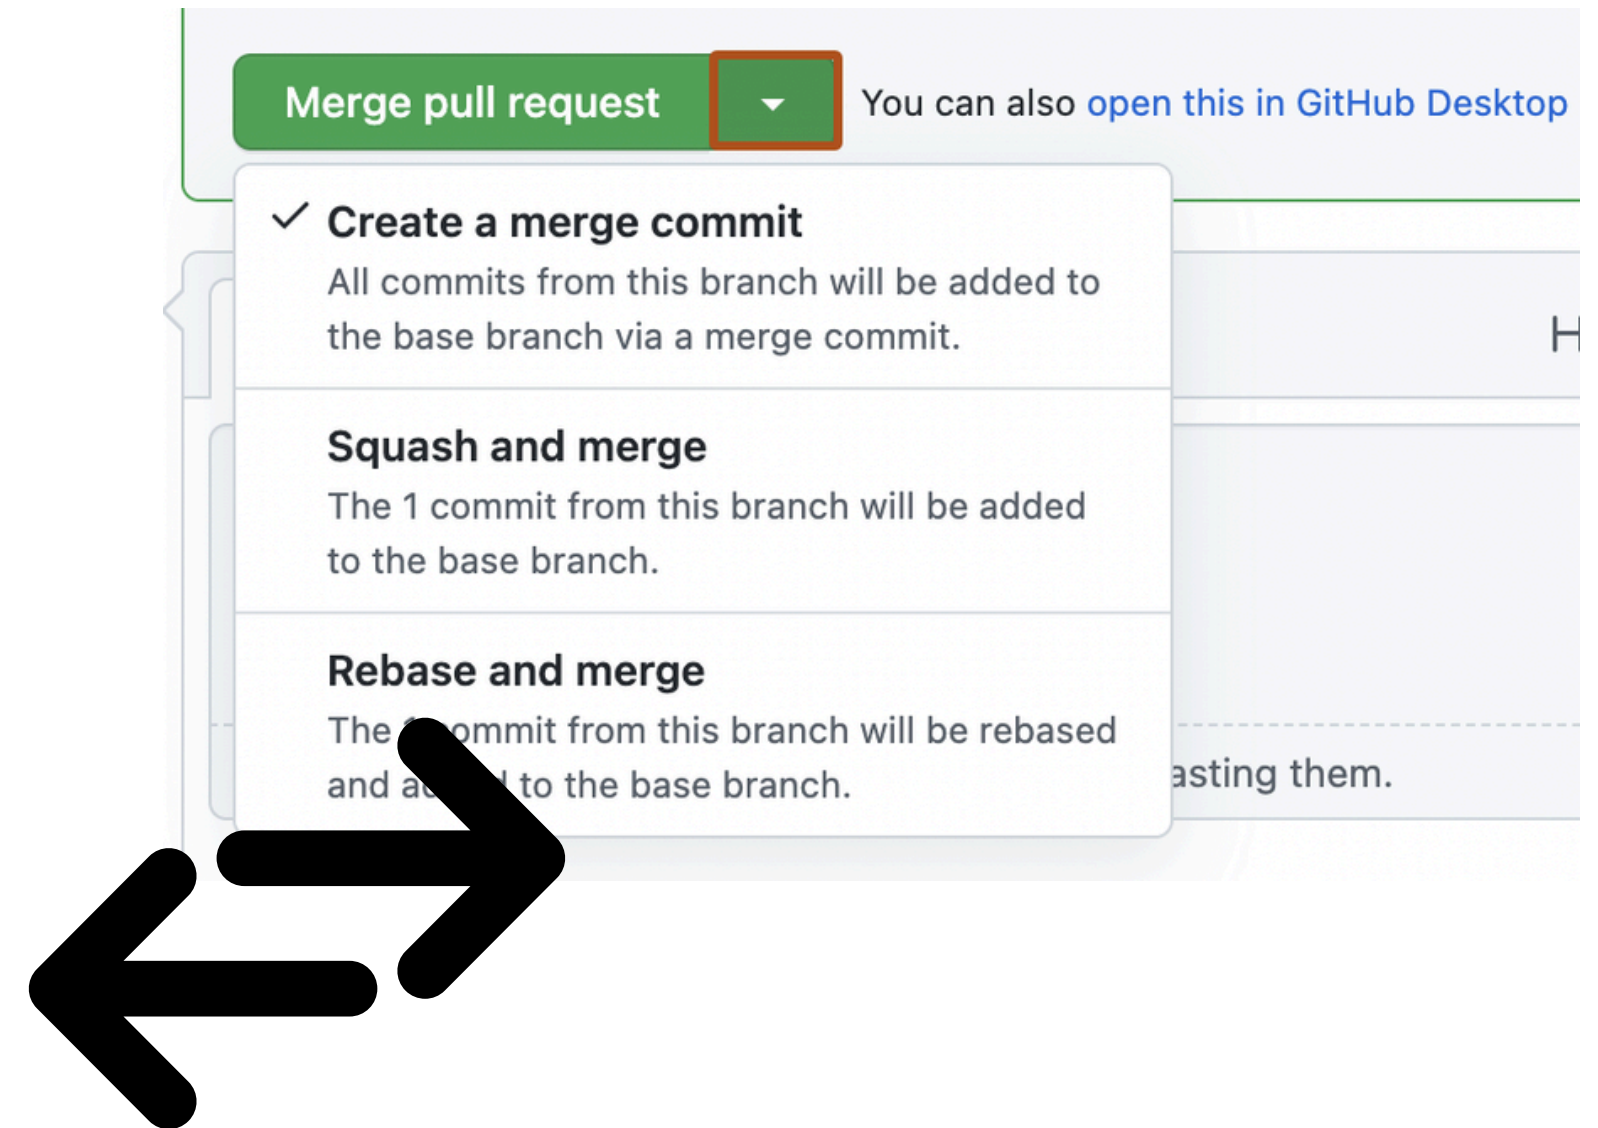 Merge pull request You can also open this in GitHub Desktop
Create a merge commit
All commits from this branch will be added to
the base branch via a merge commit.
H
Squash and merge
The 1 commit from this branch will be added
to the base branch.
Rebase and merge
The commit from this branch will be rebased
and to the base branch.
asting them.